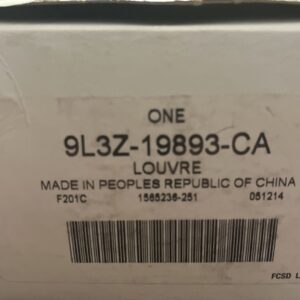 ONE
9L3Z-19893-CA
LOUVRE
MADE IN PEOPLES REPUBLIC OF CHINA
F201C 1565236-251 051214
FCSD L